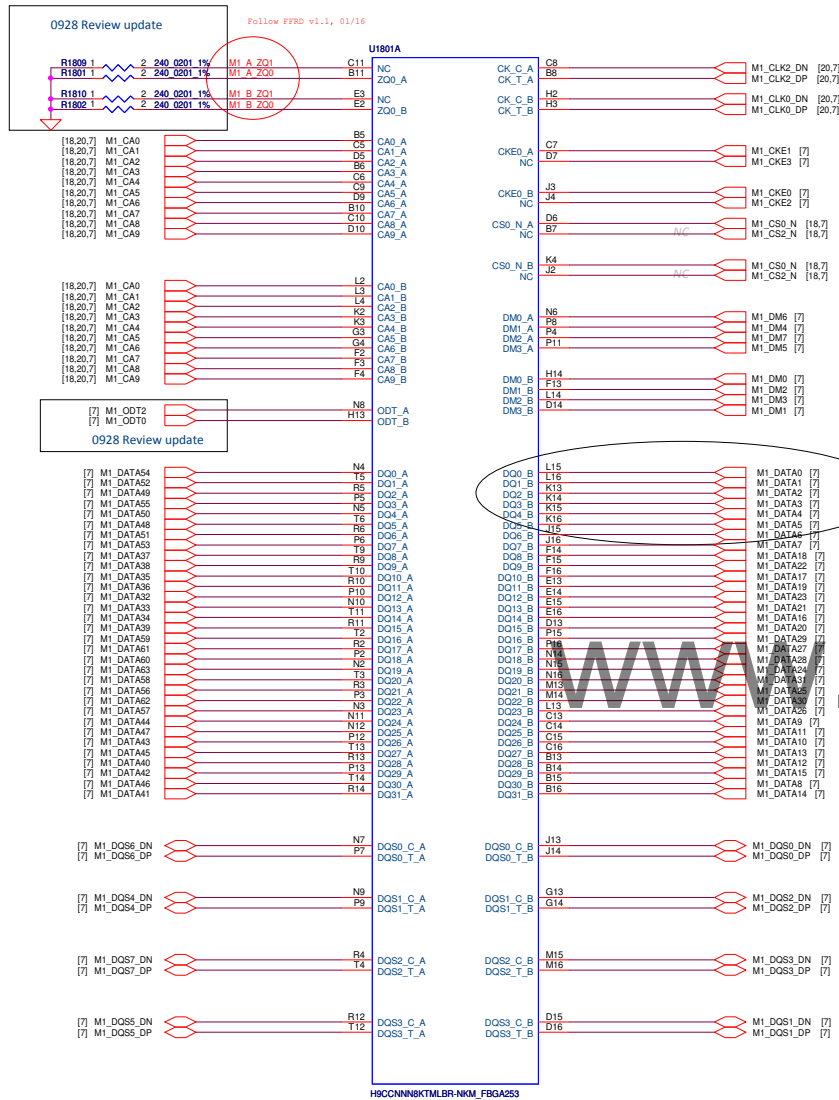 0928 Review update
Follow FFRD v1.1, 01/16
U1801A
R1809 1 2 240_0201_1% M1_A_ZQ1 C11 NC
R1801 1 2 240_0201_1% M1_A_ZQ0 B11 ZQ0_A
R1810 1 2 240_0201_1% M1_B_ZQ1 E3 NC
R1802 1 2 240_0201_1% M1_B_ZQ0 E2 ZQ0_B
CK_C_A C8 M1_CLK2_DN [20,7]
CK_T_A B8 M1_CLK2_DP [20,7]
CK_C_B H2 M1_CLK0_DN [20,7]
CK_T_B H3 M1_CLK0_DP [20,7]
[18,20,7] M1_CA0 B5 CA0_A
[18,20,7] M1_CA1 C5 CA1_A
[18,20,7] M1_CA2 D5 CA2_A
[18,20,7] M1_CA3 B6 CA3_A
[18,20,7] M1_CA4 C6 CA4_A
[18,20,7] M1_CA5 C9 CA5_A
[18,20,7] M1_CA6 D9 CA6_A
[18,20,7] M1_CA7 B10 CA7_A
[18,20,7] M1_CA8 C10 CA8_A
[18,20,7] M1_CA9 D10 CA9_A
CKE0_A C7 M1_CKE1 [7]
NC D7 M1_CKE3 [7]
CKE0_B J3 M1_CKE0 [7]
NC J4 M1_CKE2 [7]
CS0_N_A D6 M1_CS0_N [18,7]
NC B7 NC M1_CS2_N [18,7]
CS0_N_B K4 M1_CS0_N [18,7]
NC J2 NC M1_CS2_N [18,7]
[18,20,7] M1_CA0 L2 CA0_B
[18,20,7] M1_CA1 L3 CA1_B
[18,20,7] M1_CA2 L4 CA2_B
[18,20,7] M1_CA3 K2 CA3_B
[18,20,7] M1_CA4 K3 CA4_B
[18,20,7] M1_CA5 G3 CA5_B
[18,20,7] M1_CA6 G4 CA6_B
[18,20,7] M1_CA7 F2 CA7_B
[18,20,7] M1_CA8 F3 CA8_B
[18,20,7] M1_CA9 F4 CA9_B
DM0_A N6 M1_DM6 [7]
DM1_A P8 M1_DM4 [7]
DM2_A P4 M1_DM7 [7]
DM3_A P11 M1_DM5 [7]
DM0_B H14 M1_DM0 [7]
DM1_B F13 M1_DM2 [7]
DM2_B L14 M1_DM3 [7]
DM3_B D14 M1_DM1 [7]
[7] M1_ODT2 N8 ODT_A
[7] M1_ODT0 H13 ODT_B
0928 Review update
[7] M1_DATA54 N4 DQ0_A DQ0_B L15 M1_DATA0 [7]
[7] M1_DATA52 T5 DQ1_A DQ1_B L16 M1_DATA1 [7]
[7] M1_DATA49 R5 DQ2_A DQ2_B K13 M1_DATA2 [7]
[7] M1_DATA55 P5 DQ3_A DQ3_B K14 M1_DATA3 [7]
[7] M1_DATA50 N5 DQ4_A DQ4_B K15 M1_DATA4 [7]
[7] M1_DATA48 T6 DQ5_A DQ5_B K16 M1_DATA5 [7]
[7] M1_DATA51 R6 DQ6_A DQ6_B J15 M1_DATA6 [7]
[7] M1_DATA53 P6 DQ7_A DQ7_B J16 M1_DATA7 [7]
[7] M1_DATA37 T9 DQ8_A DQ8_B F14 M1_DATA18 [7]
[7] M1_DATA38 R9 DQ9_A DQ9_B F15 M1_DATA22 [7]
[7] M1_DATA35 T10 DQ10_A DQ10_B F16 M1_DATA17 [7]
[7] M1_DATA36 R10 DQ11_A DQ11_B E13 M1_DATA19 [7]
[7] M1_DATA32 P10 DQ12_A DQ12_B E14 M1_DATA23 [7]
[7] M1_DATA33 N10 DQ13_A DQ13_B E15 M1_DATA21 [7]
[7] M1_DATA34 T11 DQ14_A DQ14_B E16 M1_DATA16 [7]
[7] M1_DATA39 R11 DQ15_A DQ15_B D13 M1_DATA20 [7]
[7] M1_DATA59 T2 DQ16_A DQ16_B P15 M1_DATA29 [7]
[7] M1_DATA61 R2 DQ17_A DQ17_B P16 M1_DATA27 [7]
[7] M1_DATA60 P2 DQ18_A DQ18_B N14 M1_DATA28 [7]
[7] M1_DATA63 N2 DQ19_A DQ19_B N15 M1_DATA24 [7]
[7] M1_DATA58 T3 DQ20_A DQ20_B N16 M1_DATA31 [7]
[7] M1_DATA56 R3 DQ21_A DQ21_B M13 M1_DATA25 [7]
[7] M1_DATA62 P3 DQ22_A DQ22_B M14 M1_DATA30 [7]
[7] M1_DATA57 N3 DQ23_A DQ23_B L13 M1_DATA26 [7]
[7] M1_DATA44 N11 DQ24_A DQ24_B C13 M1_DATA9 [7]
[7] M1_DATA47 N12 DQ25_A DQ25_B C14 M1_DATA11 [7]
[7] M1_DATA43 P12 DQ26_A DQ26_B C15 M1_DATA10 [7]
[7] M1_DATA45 T13 DQ27_A DQ27_B C16 M1_DATA13 [7]
[7] M1_DATA40 R13 DQ28_A DQ28_B B13 M1_DATA12 [7]
[7] M1_DATA42 P13 DQ29_A DQ29_B B14 M1_DATA15 [7]
[7] M1_DATA46 T14 DQ30_A DQ30_B B15 M1_DATA8 [7]
[7] M1_DATA41 R14 DQ31_A DQ31_B B16 M1_DATA14 [7]
www
[7] M1_DQS6_DN N7 DQS0_C_A DQS0_C_B J13 M1_DQS0_DN [7]
[7] M1_DQS6_DP P7 DQS0_T_A DQS0_T_B J14 M1_DQS0_DP [7]
[7] M1_DQS4_DN N9 DQS1_C_A DQS1_C_B G13 M1_DQS2_DN [7]
[7] M1_DQS4_DP P9 DQS1_T_A DQS1_T_B G14 M1_DQS2_DP [7]
[7] M1_DQS7_DN R4 DQS2_C_A DQS2_C_B M15 M1_DQS3_DN [7]
[7] M1_DQS7_DP T4 DQS2_T_A DQS2_T_B M16 M1_DQS3_DP [7]
[7] M1_DQS5_DN R12 DQS3_C_A DQS3_C_B D15 M1_DQS1_DN [7]
[7] M1_DQS5_DP T12 DQS3_T_A DQS3_T_B D16 M1_DQS1_DP [7]
H9CCNNN8KTMLBR-NKM_FBGA253